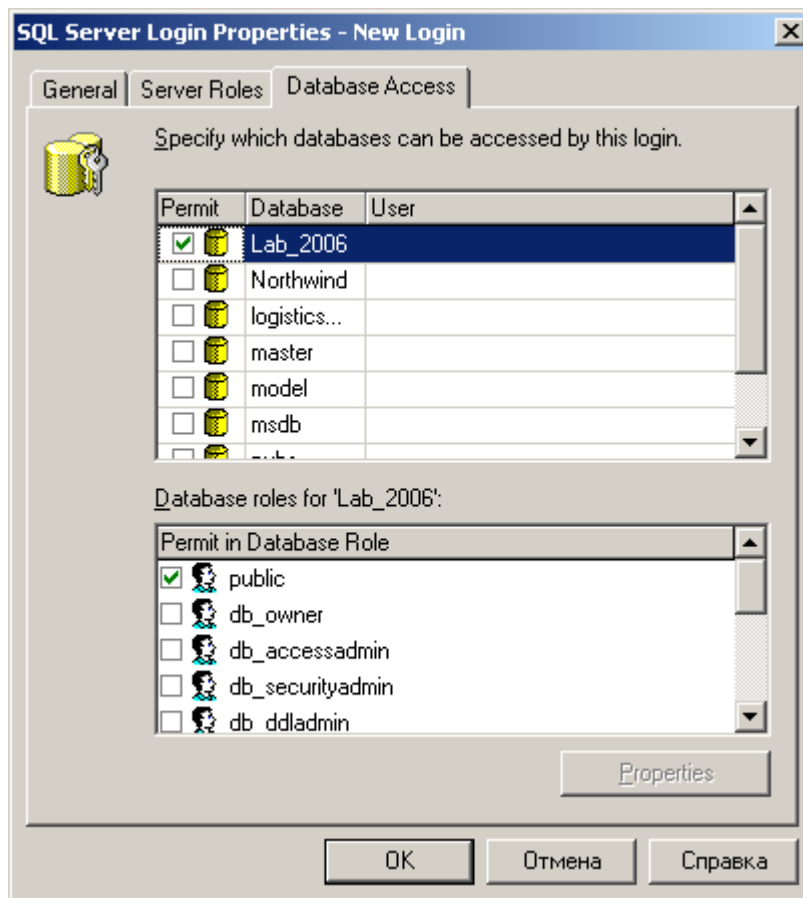 SQL Server Login Properties - New Login
General Server Roles Database Access
Specify which databases can be accessed by this login.
Permit Database User
Lab_2006
Northwind
logistics...
master
model
msdb
Database roles for 'Lab_2006':
Permit in Database Role
public
db_owner
db_accessadmin
db_securityadmin
db_ddladmin
Properties
OK Отмена Справка